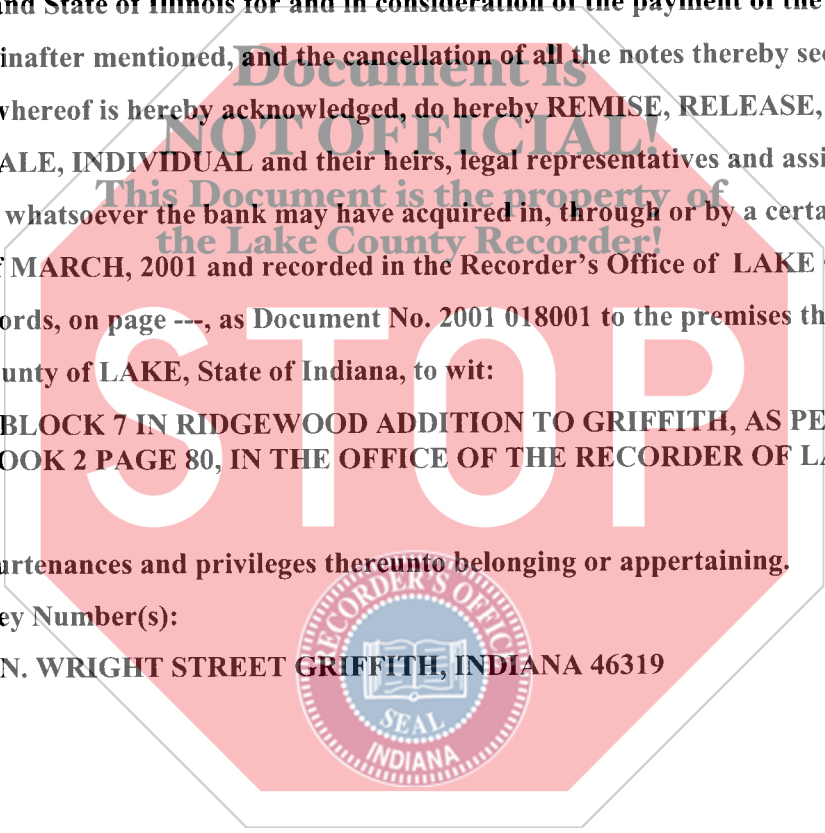 and State of Illinois for and in consideration of the payment of the
inafter mentioned, and the cancellation of all the notes thereby sec
whereof is hereby acknowledged, do hereby REMISE, RELEASE,
ALE, INDIVIDUAL and their heirs, legal representatives and assi
whatsoever the bank may have acquired in, through or by a certa
f MARCH, 2001 and recorded in the Recorder's Office of LAKE
ords, on page ---, as Document No. 2001 018001 to the premises th
unty of LAKE, State of Indiana, to wit:
BLOCK 7 IN RIDGEWOOD ADDITION TO GRIFFITH, AS PE
OOK 2 PAGE 80, IN THE OFFICE OF THE RECORDER OF LA
urtenances and privileges thereunto belonging or appertaining.
ey Number(s):
N. WRIGHT STREET GRIFFITH, INDIANA 46319
Document is
NOT OFFICIAL!
This Document is the property of
the Lake County Recorder!
STOP
RECORDER'S OFFICE
SEAL
INDIANA